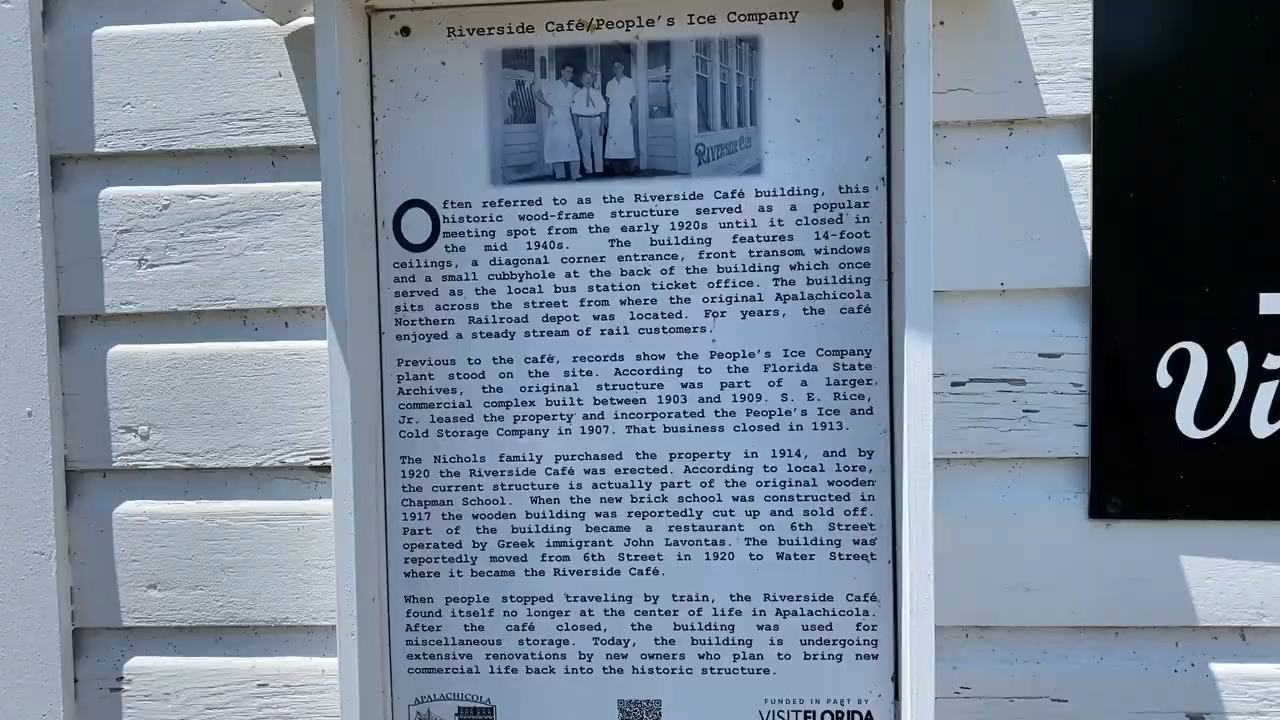 Riverside Café/People's Ice Company
RIVERSIDE CAFE
Often referred to as the Riverside Café building, this
historic wood-frame structure served as a popular
meeting spot from the early 1920s until it closed in
the mid 1940s. The building features 14-foot
ceilings, a diagonal corner entrance, front transom windows
and a small cubbyhole at the back of the building which once
served as the local bus station ticket office. The building
sits across the street from where the original Apalachicola
Northern Railroad depot was located. For years, the café
enjoyed a steady stream of rail customers.
Previous to the café, records show the People's Ice Company
plant stood on the site. According to the Florida State
Archives, the original structure was part of a larger
commercial complex built between 1903 and 1909. S. E. Rice,
Jr. leased the property and incorporated the People's Ice and
Cold Storage Company in 1907. That business closed in 1913.
The Nichols family purchased the property in 1914, and by
1920 the Riverside Café was erected. According to local lore,
the current structure is actually part of the original wooden
Chapman School. When the new brick school was constructed in
1917 the wooden building was reportedly cut up and sold off.
Part of the building became a restaurant on 6th Street
operated by Greek immigrant John Lavontas. The building was
reportedly moved from 6th Street in 1920 to Water Street
where it became the Riverside Café.
When people stopped traveling by train, the Riverside Café
found itself no longer at the center of life in Apalachicola.
After the café closed, the building was used for
miscellaneous storage. Today, the building is undergoing
extensive renovations by new owners who plan to bring new
commercial life back into the historic structure.
APALACHICOLA
FUNDED IN PART BY
VISITFLORIDA
Vi